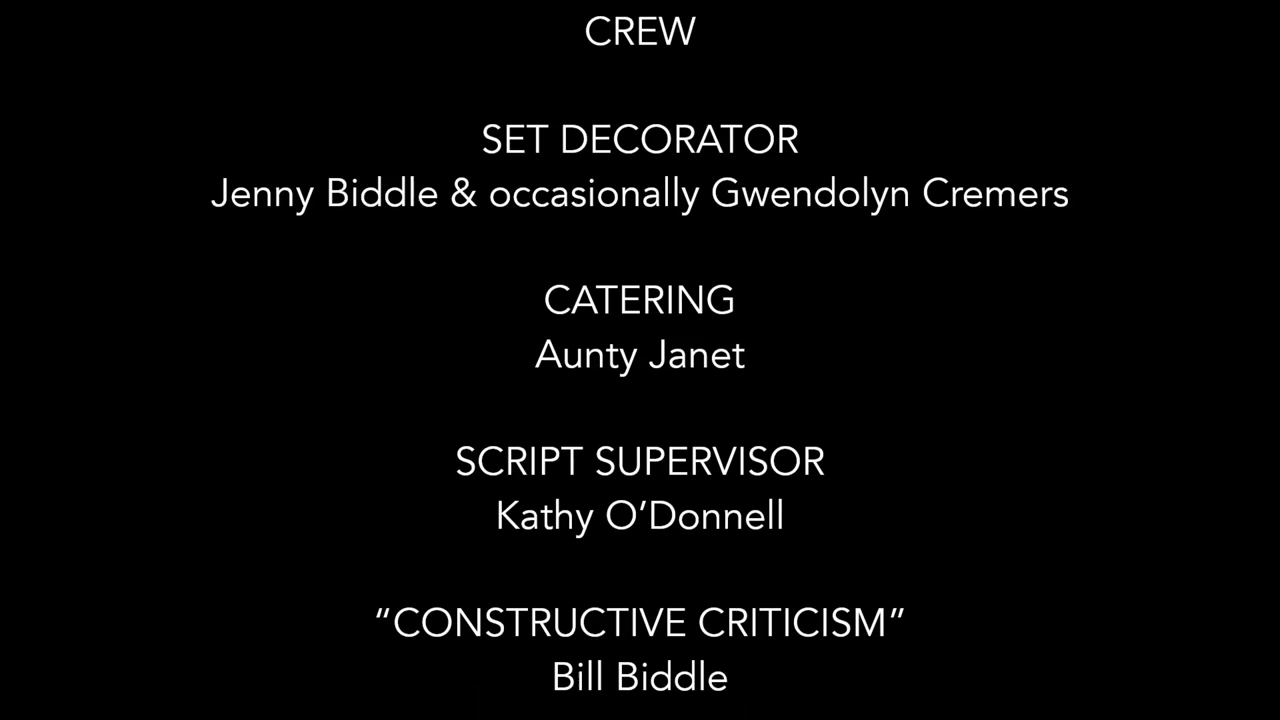 CREW
SET DECORATOR
Jenny Biddle & occasionally Gwendolyn Cremers
CATERING
Aunty Janet
SCRIPT SUPERVISOR
Kathy O’Donnell
“CONSTRUCTIVE CRITICISM”
Bill Biddle